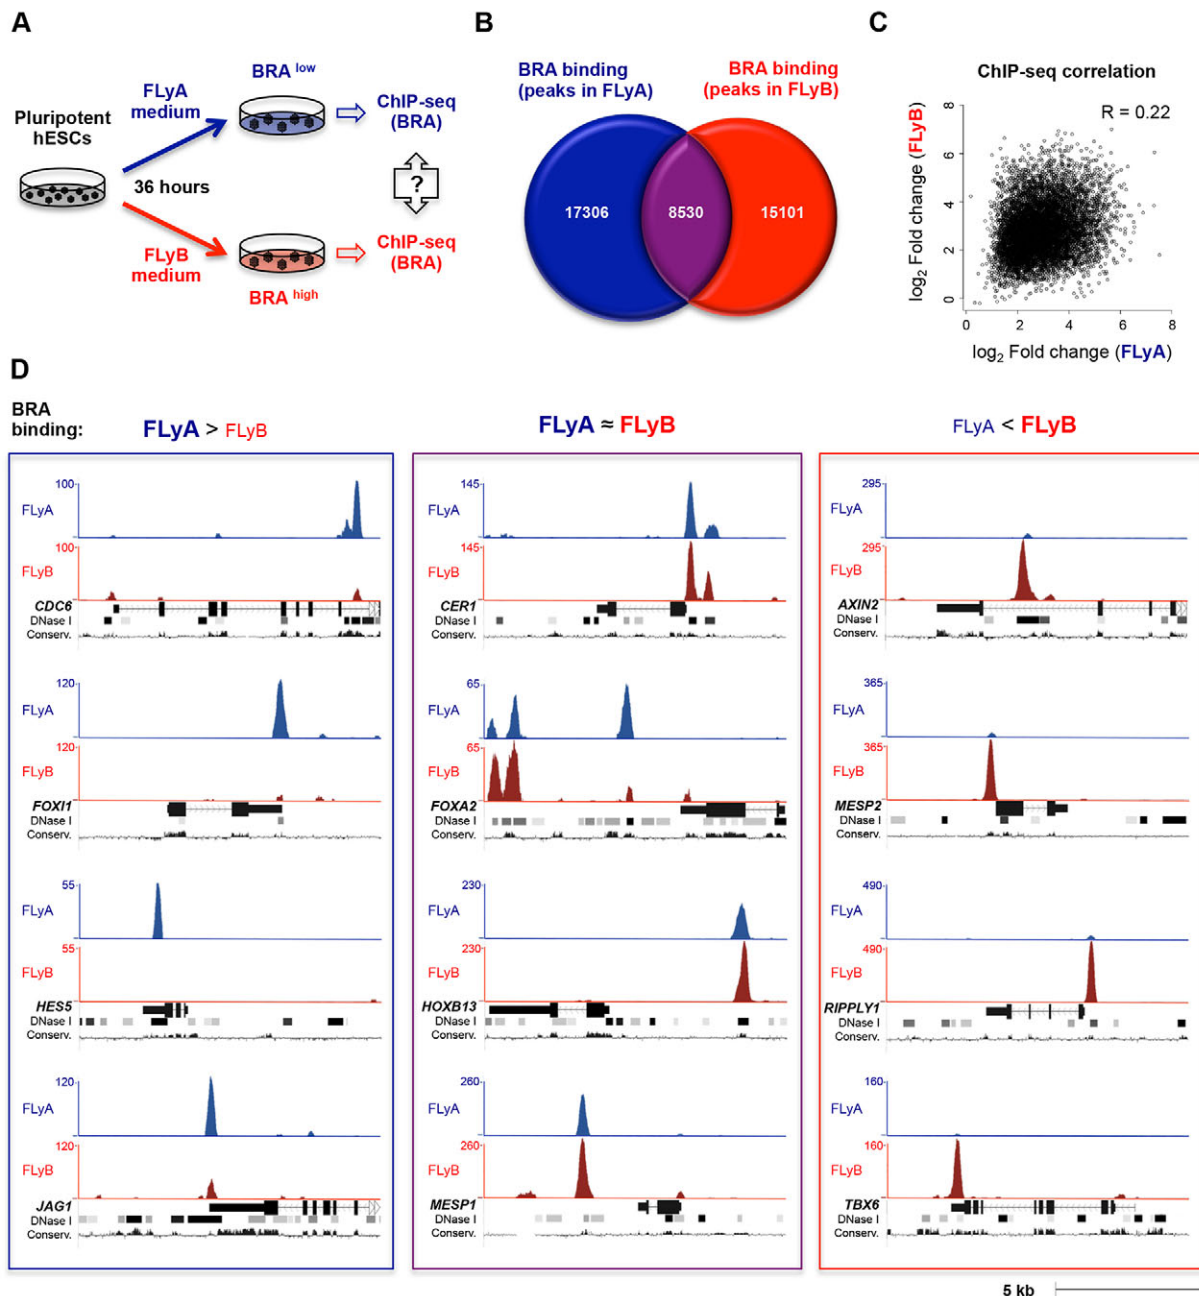 A
Pluripotent
hESCs
FLyA
medium
36 hours
FLyB
medium
BRA low
BRA high
ChIP-seq
(BRA)
?
ChIP-seq
(BRA)
B
BRA binding
(peaks in FLyA)
BRA binding
(peaks in FLyB)
17306
8530
15101
C
ChIP-seq correlation
R = 0.22
log2 Fold change (FLyB)
8
6
4
2
0
0 2 4 6 8
log2 Fold change (FLyA)
D
BRA
binding:
FLyA > FLyB
FLyA ≈ FLyB
FLyA < FLyB
100
FLyA
100
FLyB
CDC6
DNase I
Conserv.
120
FLyA
120
FLyB
FOXI1
DNase I
Conserv.
55
FLyA
55
FLyB
HES5
DNase I
Conserv.
120
FLyA
120
FLyB
JAG1
DNase I
Conserv.
145
FLyA
145
FLyB
CER1
DNase I
Conserv.
65
FLyA
65
FLyB
FOXA2
DNase I
Conserv.
230
FLyA
230
FLyB
HOXB13
DNase I
Conserv.
260
FLyA
260
FLyB
MESP1
DNase I
Conserv.
295
FLyA
295
FLyB
AXIN2
DNase I
Conserv.
365
FLyA
365
FLyB
MESP2
DNase I
Conserv.
490
FLyA
490
FLyB
RIPPLY1
DNase I
Conserv.
160
FLyA
160
FLyB
TBX6
DNase I
Conserv.
5 kb